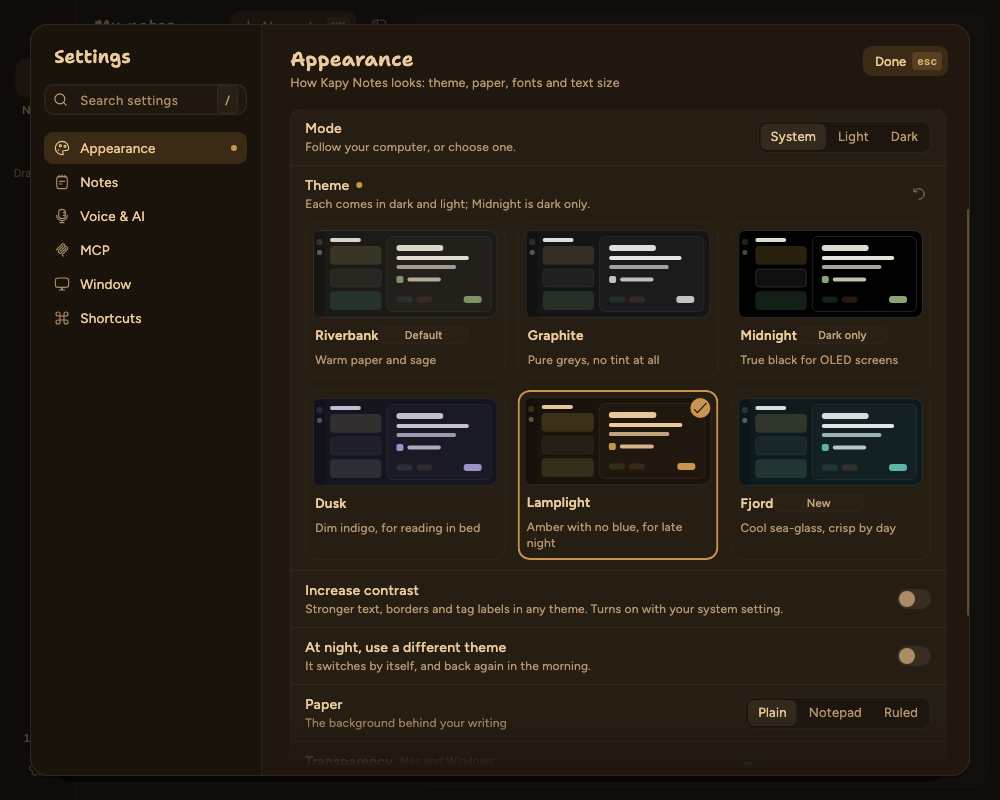 My notes
Settings
Search settings /
Appearance
Notes
Voice & AI
MCP
Window
Shortcuts
Appearance
How Kapy Notes looks: theme, paper, fonts and text size
Done esc
Mode
Follow your computer, or choose one.
System Light Dark
Theme
Each comes in dark and light; Midnight is dark only.
Riverbank Default
Warm paper and sage
Graphite
Pure greys, no tint at all
Midnight Dark only
True black for OLED screens
Dusk
Dim indigo, for reading in bed
Lamplight
Amber with no blue, for late
night
Fjord New
Cool sea-glass, crisp by day
Increase contrast
Stronger text, borders and tag labels in any theme. Turns on with your system setting.
At night, use a different theme
It switches by itself, and back again in the morning.
Paper
The background behind your writing
Plain Notepad Ruled
Transparency Mac and Windows